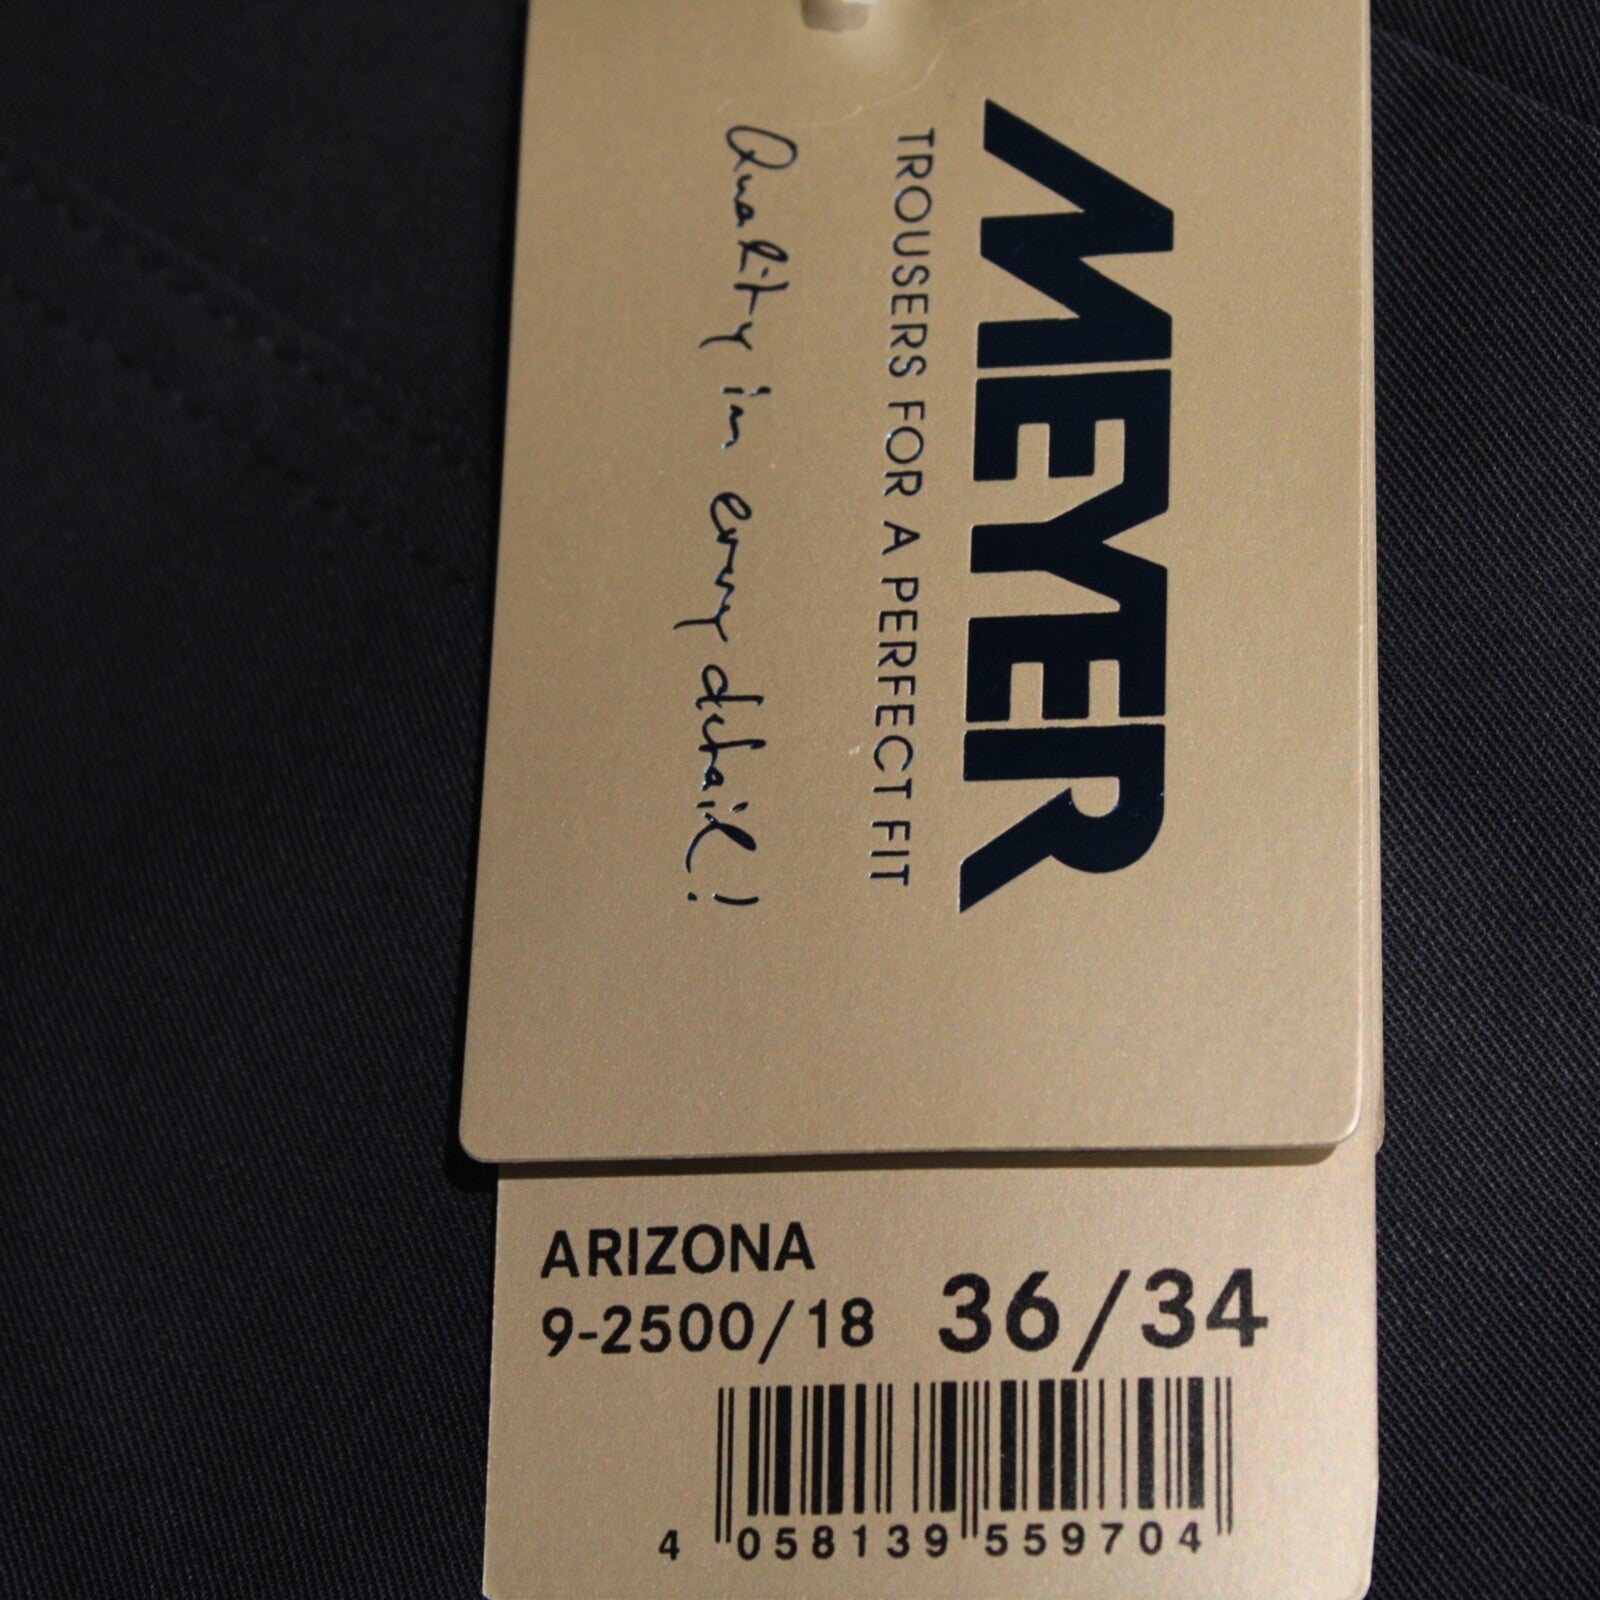 MEYER
TROUSERS FOR A PERFECT FIT
Quality in every detail!
ARIZONA
9-2500/18 36/34
4 058139 559704